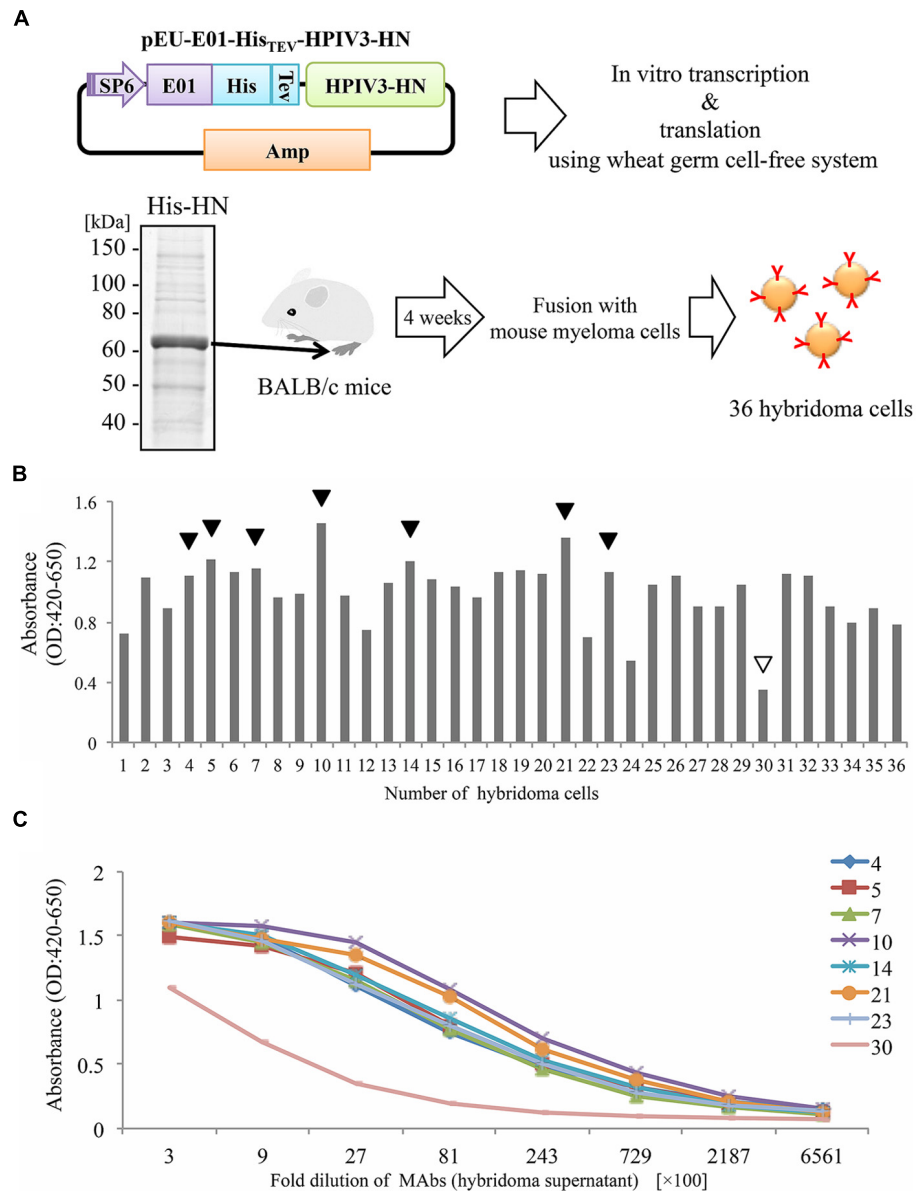 A
pEU-E01-HisTEV-HPIV3-HN
SP6 E01 His Tev HPIV3-HN
Amp
In vitro transcription
&
translation
using wheat germ cell-free system
His-HN
[kDa]
150
100
80
60
50
40
BALB/c mice
4 weeks
Fusion with
mouse myeloma cells
36 hybridoma cells
B
Absorbance
(OD:420-650)
1.6
1.2
0.8
0.4
0
1 2 3 4 5 6 7 8 9 10 11 12 13 14 15 16 17 18 19 20 21 22 23 24 25 26 27 28 29 30 31 32 33 34 35 36
Number of hybridoma cells
C
Absorbance (OD:420-650)
2
1.5
1
0.5
0
3 9 27 81 243 729 2187 6561
Fold dilution of MAbs (hybridoma supernatant) [×100]
4
5
7
10
14
21
23
30